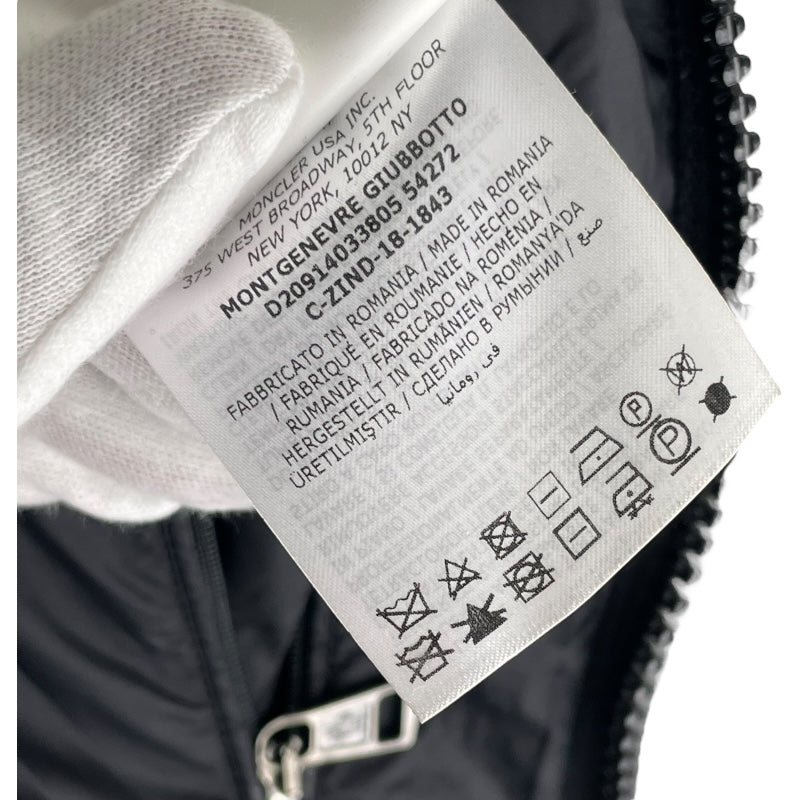 MONCLER USA INC.
375 WEST BROADWAY, 5TH FLOOR
NEW YORK, 10012 NY
MONTGENEVRE GIUBBOTTO
D20914033805 54272
C-ZIND-18-1843
FABBRICATO IN ROMANIA / MADE IN ROMANIA
/ FABRIQUÉ EN ROUMANIE / HECHO EN
RUMANIA / FABRICADO NA ROMÉNIA /
HERGESTELLT IN RUMÄNIEN / ROMANYA'DA
ÜRETILMIŞTIR / СДЕЛАНО В РУМЫНИИ / صنع
في رومانيا
P
W
P